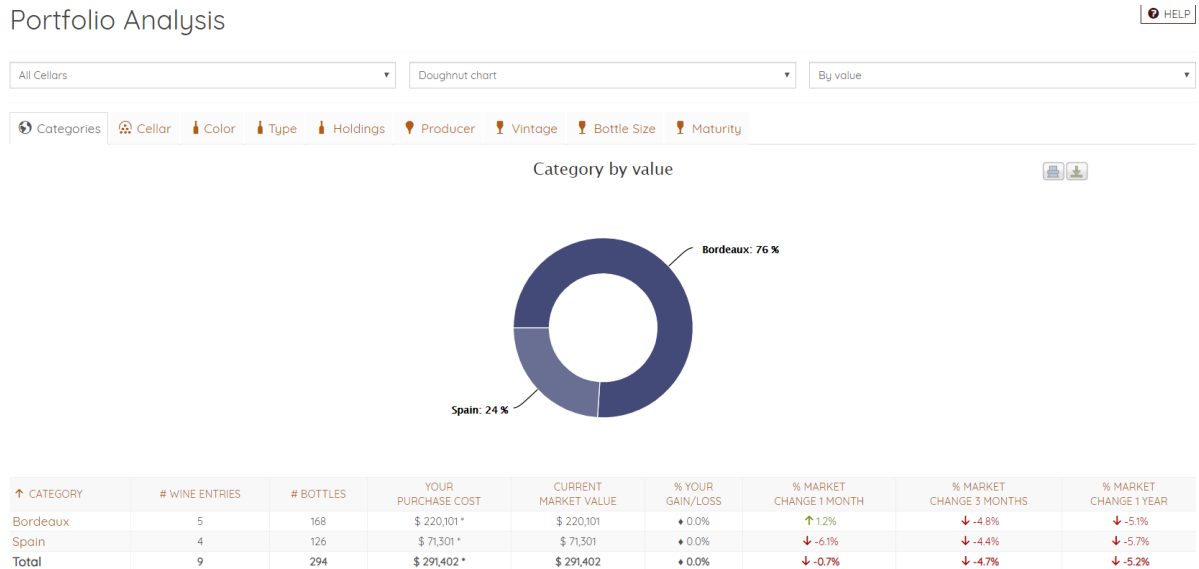 Portfolio Analysis
HELP
All Cellars
Doughnut chart
By value
Categories Cellar Color Type Holdings Producer Vintage Bottle Size Maturity
Category by value
Bordeaux: 76 %
Spain: 24 %
CATEGORY # WINE ENTRIES # BOTTLES YOUR PURCHASE COST CURRENT MARKET VALUE % YOUR GAIN/LOSS % MARKET CHANGE 1 MONTH % MARKET CHANGE 3 MONTHS % MARKET CHANGE 1 YEAR
Bordeaux 5 168 $ 220,101 * $ 220,101 0.0% 1.2% -4.8% -5.1%
Spain 4 126 $ 71,301 * $ 71,301 0.0% -6.1% -4.4% -5.7%
Total 9 294 $ 291,402 * $ 291,402 0.0% -0.7% -4.7% -5.2%